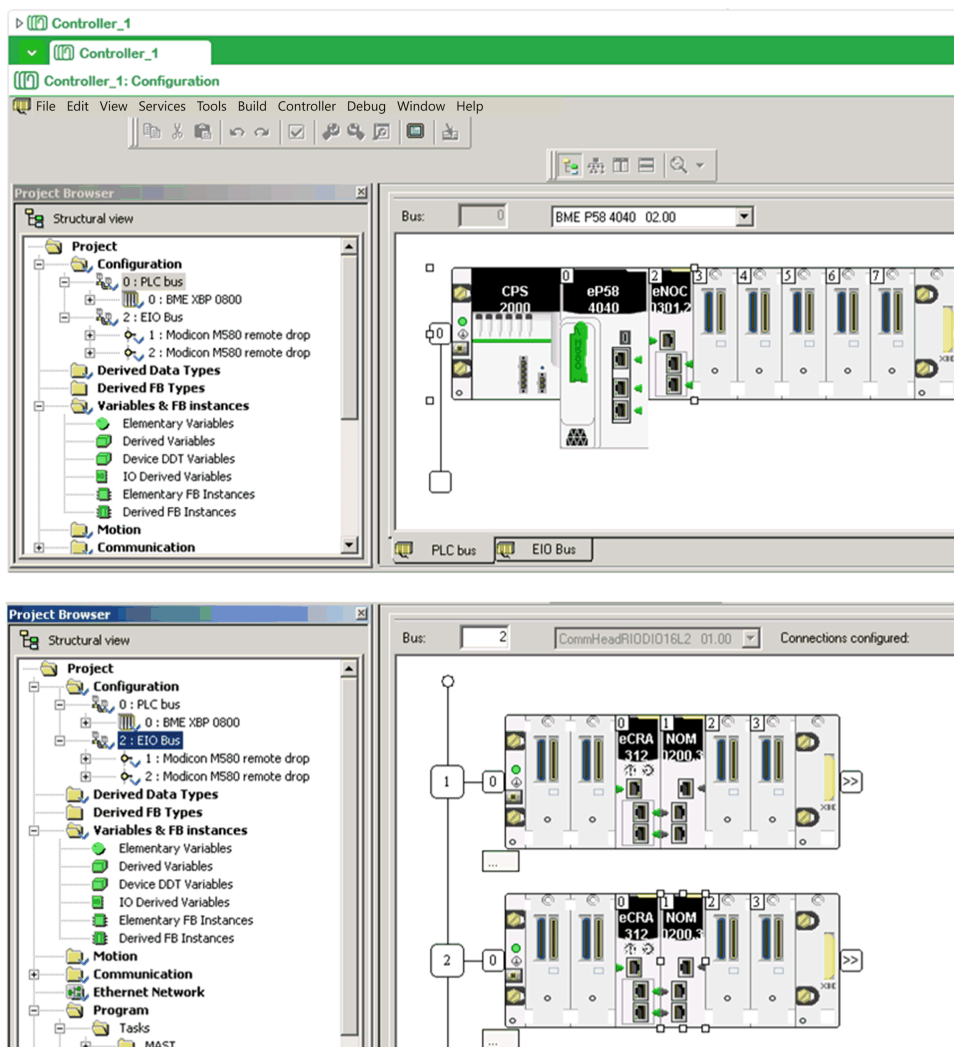 Controller_1
Controller_1
Controller_1: Configuration
File Edit View Services Tools Build Controller Debug Window Help
Project Browser
Structural view
Project
Configuration
0 : PLC bus
0 : BME XBP 0800
2 : EIO Bus
1 : Modicon M580 remote drop
2 : Modicon M580 remote drop
Derived Data Types
Derived FB Types
Variables & FB instances
Elementary Variables
Derived Variables
Device DDT Variables
IO Derived Variables
Elementary FB Instances
Derived FB Instances
Motion
Communication
Bus: 0 BME P58 4040 02.00
0 2 3 4 5 6 7
CPS eP58 eNOC
2000 4040 0301.2
0
PLC bus EIO Bus
Project Browser
Structural view
Project
Configuration
0 : PLC bus
0 : BME XBP 0800
2 : EIO Bus
1 : Modicon M580 remote drop
2 : Modicon M580 remote drop
Derived Data Types
Derived FB Types
Variables & FB instances
Elementary Variables
Derived Variables
Device DDT Variables
IO Derived Variables
Elementary FB Instances
Derived FB Instances
Motion
Communication
Ethernet Network
Program
Tasks
MAST
Bus: 2 CommHeadRIODIO16L2 01.00 Connections configured:
0 1 2 3
eCRA NOM
312 0200.3
1 0 >>
XBE
...
0 1 2 3
eCRA NOM
312 0200.3
2 0 >>
XBE
...